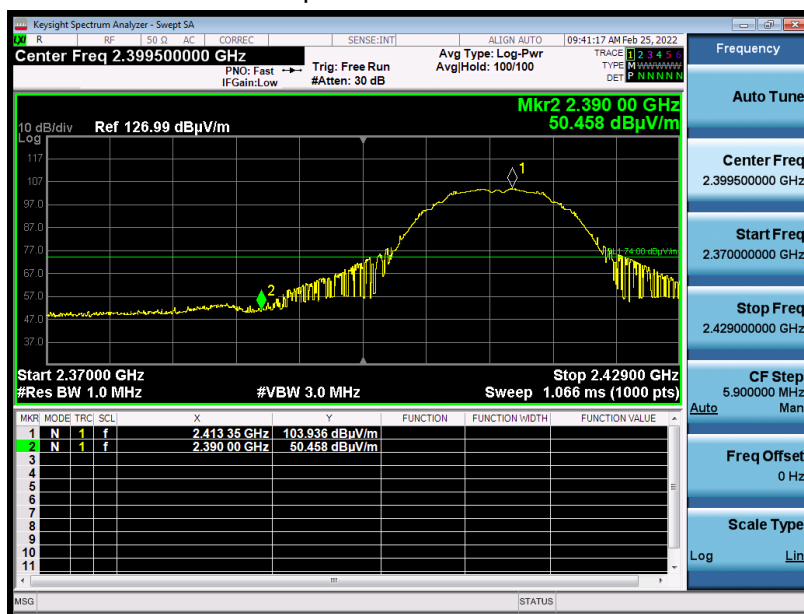 Keysight Spectrum Analyzer - Swept SA
LXI R RF 50 Ω AC CORREC SENSE:INT ALIGN AUTO 09:41:17 AM Feb 25, 2022
Center Freq 2.399500000 GHz
PNO: Fast
IFGain:Low
Trig: Free Run
#Atten: 30 dB
Avg Type: Log-Pwr
Avg|Hold: 100/100
TRACE 1 2 3 4 5 6
TYPE M WWWWW
DET P N N N N N
Mkr2 2.390 00 GHz
50.458 dBµV/m
10 dB/div Ref 126.99 dBµV/m
Log
117
107
97.0
87.0
77.0
67.0
57.0
47.0
37.0
1
2
74.00 dBµV/m
Start 2.37000 GHz Stop 2.42900 GHz
#Res BW 1.0 MHz #VBW 3.0 MHz Sweep 1.066 ms (1000 pts)
MKR MODE TRC SCL X Y FUNCTION FUNCTION WIDTH FUNCTION VALUE
1 N 1 f 2.413 35 GHz 103.936 dBµV/m
2 N 1 f 2.390 00 GHz 50.458 dBµV/m
3
4
5
6
7
8
9
10
11
MSG STATUS
Frequency
Auto Tune
Center Freq
2.399500000 GHz
Start Freq
2.370000000 GHz
Stop Freq
2.429000000 GHz
CF Step
5.900000 MHz
Auto Man
Freq Offset
0 Hz
Scale Type
Log Lin